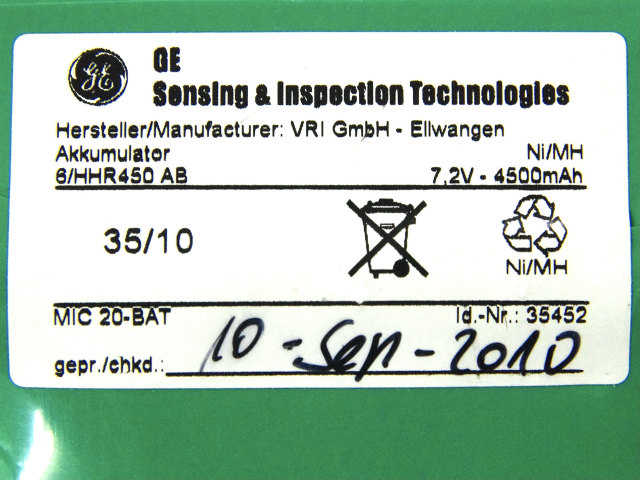 GE
GE
Sensing & Inspection Technologies
Hersteller/Manufacturer: VRI GmbH - Ellwangen
Akkumulator Ni/MH
6/HHR450 AB 7,2V - 4500mAh
35/10
Ni/MH
MIC 20-BAT Id.-Nr.: 35452
gepr./chkd.: 10-Sep-2010